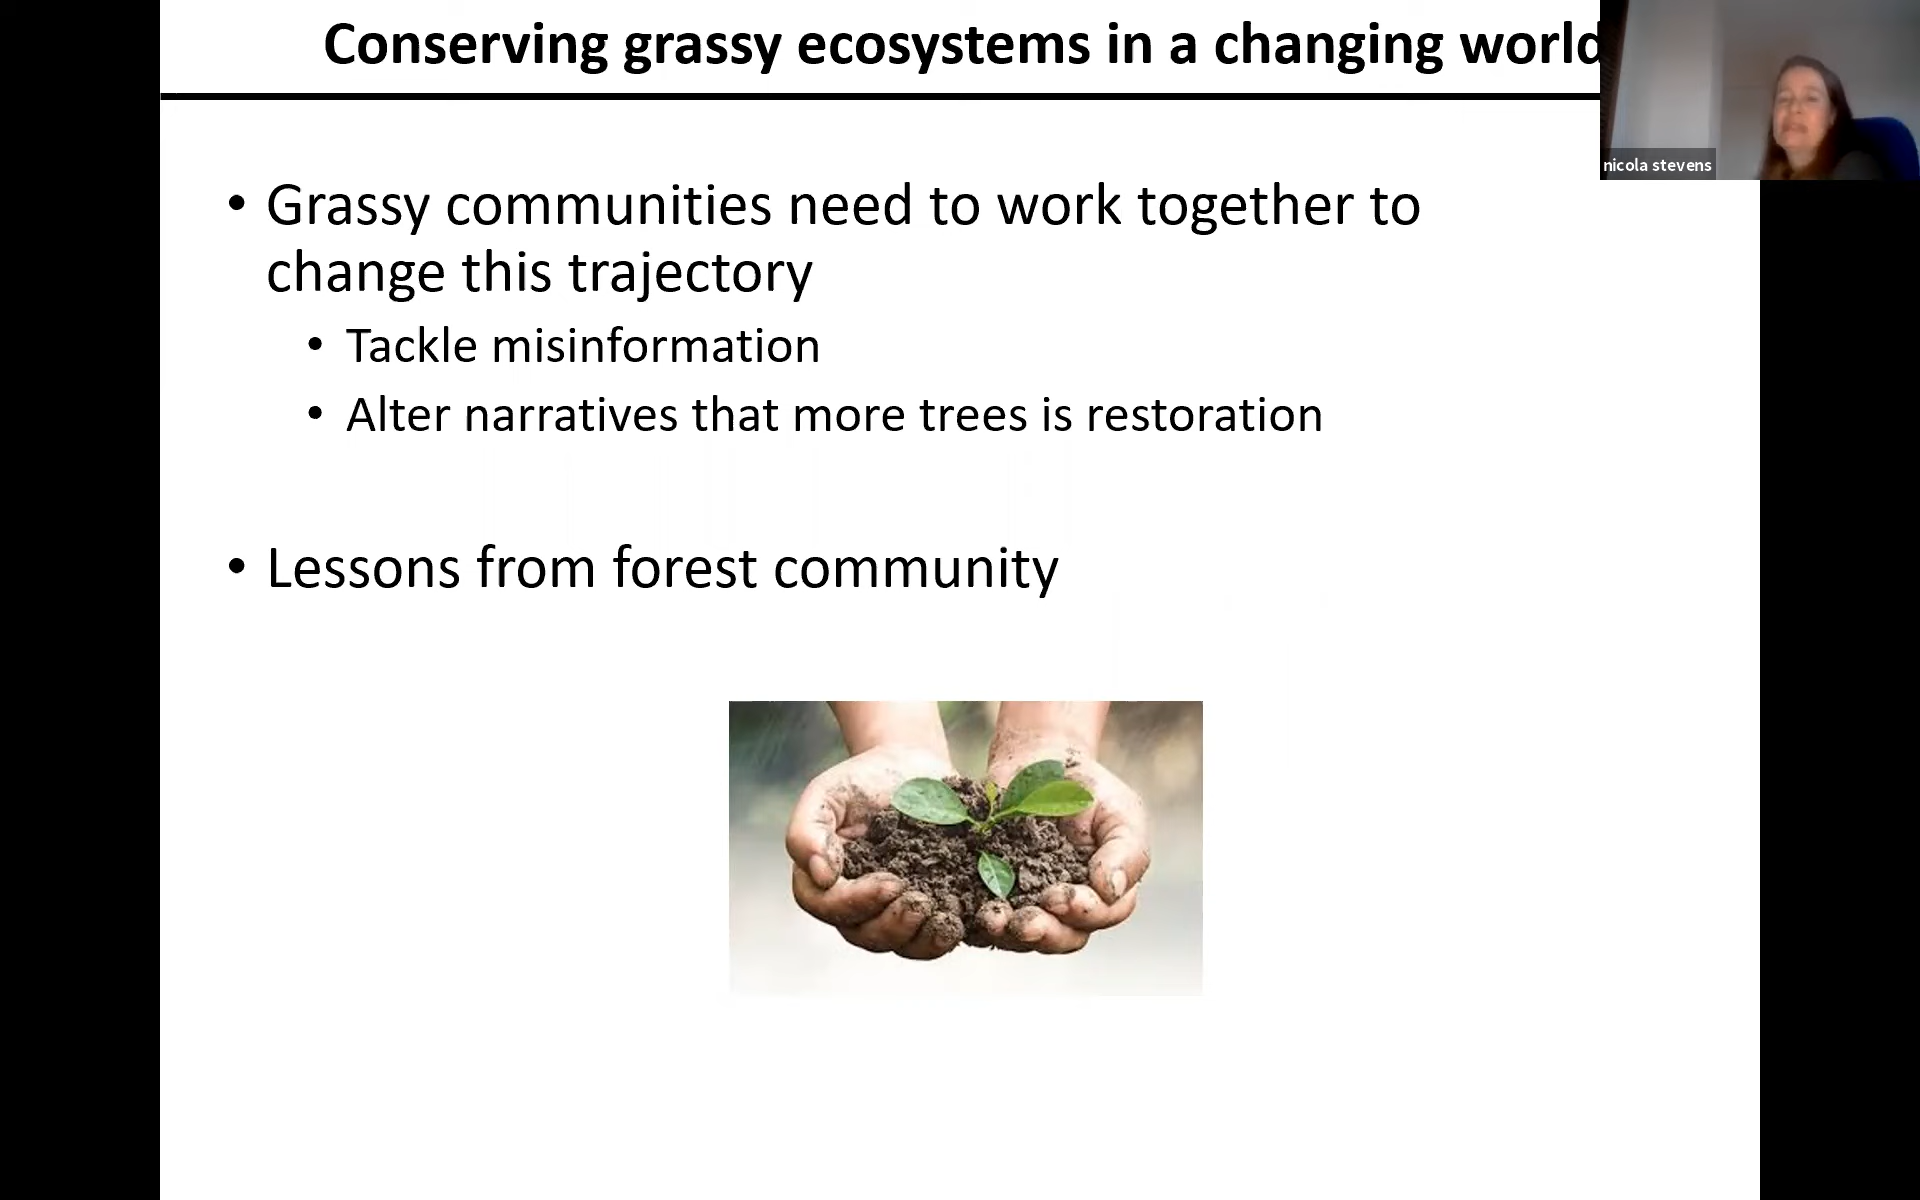 Conserving grassy ecosystems in a changing world
nicola stevens
• Grassy communities need to work together to
change this trajectory
• Tackle misinformation
• Alter narratives that more trees is restoration
• Lessons from forest community